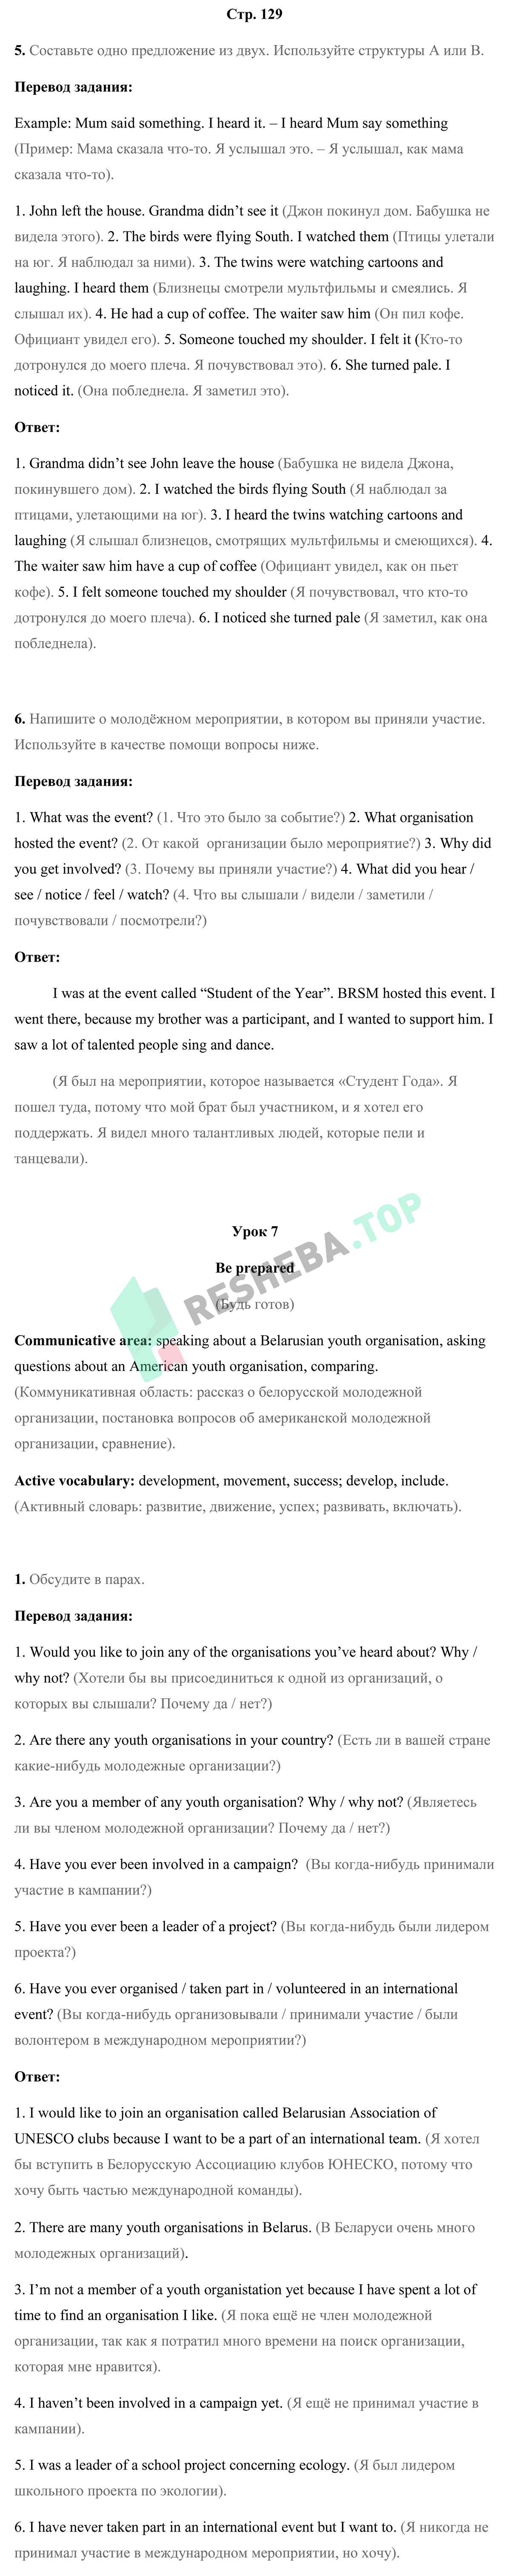 Стр. 129
5. Составьте одно предложение из двух. Используйте структуры А или В.
Перевод задания:
Example: Mum said something. I heard it. – I heard Mum say something
(Пример: Мама сказала что-то. Я услышал это. – Я услышал, как мама
сказала что-то).
1. John left the house. Grandma didn’t see it (Джон покинул дом. Бабушка не
видела этого). 2. The birds were flying South. I watched them (Птицы улетали
на юг. Я наблюдал за ними). 3. The twins were watching cartoons and
laughing. I heard them (Близнецы смотрели мультфильмы и смеялись. Я
слышал их). 4. He had a cup of coffee. The waiter saw him (Он пил кофе.
Официант увидел его). 5. Someone touched my shoulder. I felt it (Кто-то
дотронулся до моего плеча. Я почувствовал это). 6. She turned pale. I
noticed it. (Она побледнела. Я заметил это).
Ответ:
1. Grandma didn’t see John leave the house (Бабушка не видела Джона,
покинувшего дом). 2. I watched the birds flying South (Я наблюдал за
птицами, улетающими на юг). 3. I heard the twins watching cartoons and
laughing (Я слышал близнецов, смотрящих мультфильмы и смеющихся). 4.
The waiter saw him have a cup of coffee (Официант увидел, как он пьет
кофе). 5. I felt someone touched my shoulder (Я почувствовал, что кто-то
дотронулся до моего плеча). 6. I noticed she turned pale (Я заметил, как она
побледнела).
6. Напишите о молодёжном мероприятии, в котором вы приняли участие.
Используйте в качестве помощи вопросы ниже.
Перевод задания:
1. What was the event? (1. Что это было за событие?) 2. What organisation
hosted the event? (2. От какой организации было мероприятие?) 3. Why did
you get involved? (3. Почему вы приняли участие?) 4. What did you hear /
see / notice / feel / watch? (4. Что вы слышали / видели / заметили /
почувствовали / посмотрели?)
Ответ:
I was at the event called “Student of the Year”. BRSM hosted this event. I
went there, because my brother was a participant, and I wanted to support him. I
saw a lot of talented people sing and dance.
(Я был на мероприятии, которое называется «Студент Года». Я
пошел туда, потому что мой брат был участником, и я хотел его
поддержать. Я видел много талантливых людей, которые пели и
танцевали).
Урок 7
Be prepared
(Будь готов)
RESHEBA.TOP
Communicative area: speaking about a Belarusian youth organisation, asking
questions about an American youth organisation, comparing.
(Коммуникативная область: рассказ о белорусской молодежной
организации, постановка вопросов об американской молодежной
организации, сравнение).
Active vocabulary: development, movement, success; develop, include.
(Активный словарь: развитие, движение, успех; развивать, включать).
1. Обсудите в парах.
Перевод задания:
1. Would you like to join any of the organisations you’ve heard about? Why /
why not? (Хотели бы вы присоединиться к одной из организаций, о
которых вы слышали? Почему да / нет?)
2. Are there any youth organisations in your country? (Есть ли в вашей стране
какие-нибудь молодежные организации?)
3. Are you a member of any youth organisation? Why / why not? (Являетесь
ли вы членом молодежной организации? Почему да / нет?)
4. Have you ever been involved in a campaign? (Вы когда-нибудь принимали
участие в кампании?)
5. Have you ever been a leader of a project? (Вы когда-нибудь были лидером
проекта?)
6. Have you ever organised / taken part in / volunteered in an international
event? (Вы когда-нибудь организовывали / принимали участие / были
волонтером в международном мероприятии?)
Ответ:
1. I would like to join an organisation called Belarusian Association of
UNESCO clubs because I want to be a part of an international team. (Я хотел
бы вступить в Белорусскую Ассоциацию клубов ЮНЕСКО, потому что
хочу быть частью международной команды).
2. There are many youth organisations in Belarus. (В Беларуси очень много
молодежных организаций).
3. I’m not a member of a youth organistation yet because I have spent a lot of
time to find an organisation I like. (Я пока ещё не член молодежной
организации, так как я потратил много времени на поиск организации,
которая мне нравится).
4. I haven’t been involved in a campaign yet. (Я ещё не принимал участие в
кампании).
5. I was a leader of a school project concerning ecology. (Я был лидером
школьного проекта по экологии).
6. I have never taken part in an international event but I want to. (Я никогда не
принимал участие в международном мероприятии, но хочу).